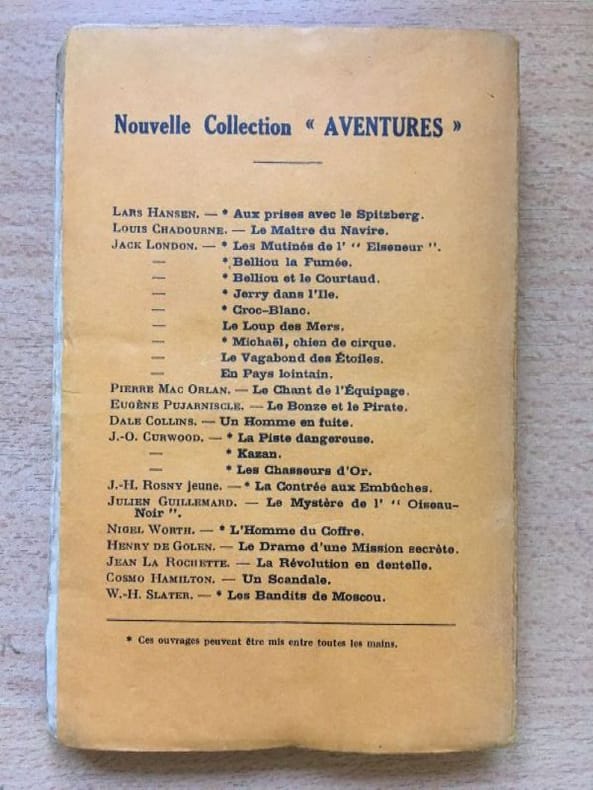 Nouvelle Collection « AVENTURES »
LARS HANSEN. — * Aux prises avec le Spitzberg.
LOUIS CHADOURNE. — Le Maître du Navire.
JACK LONDON. — * Les Mutinés de l' " Elseneur ".
— * Belliou la Fumée.
— * Belliou et le Courtaud.
— * Jerry dans l'Ile.
— * Croc-Blanc.
— Le Loup des Mers.
— * Michaël, chien de cirque.
— Le Vagabond des Étoiles.
— En Pays lointain.
PIERRE MAC ORLAN. — Le Chant de l'Équipage.
EUGÈNE PUJARNISCLE. — Le Bonze et le Pirate.
DALE COLLINS. — Un Homme en fuite.
J.-O. CURWOOD. — * La Piste dangereuse.
— * Kazan.
— * Les Chasseurs d'Or.
J.-H. ROSNY jeune. — * La Contrée aux Embûches.
JULIEN GUILLEMARD. — Le Mystère de l' " Oiseau-
Noir ".
NIGEL WORTH. — * L'Homme du Coffre.
HENRY DE GOLEN. — Le Drame d'une Mission secrète.
JEAN LA ROCHETTE. — La Révolution en dentelle.
COSMO HAMILTON. — Un Scandale.
W.-H. SLATER. — * Les Bandits de Moscou.
* Ces ouvrages peuvent être mis entre toutes les mains.